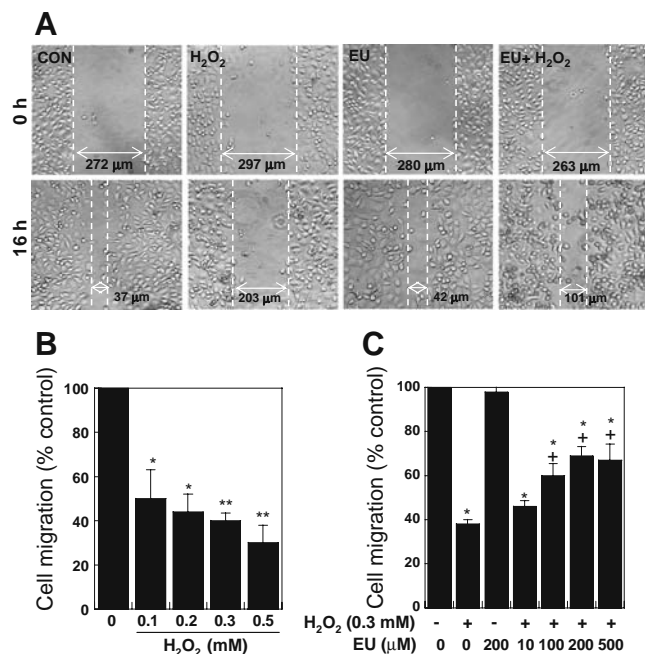 A
CON H₂O₂ EU EU+ H₂O₂
0 h
272 µm 297 µm 280 µm 263 µm
16 h
37 µm 203 µm 42 µm 101 µm
B
Cell migration (% control)
100
80
60
40
20
0
* * ** **
0 0.1 0.2 0.3 0.5
H₂O₂ (mM)
C
Cell migration (% control)
100
80
60
40
20
0
* * * * *
+ + +
H₂O₂ (0.3 mM) - + - + + + +
EU (µM) 0 0 200 10 100 200 500